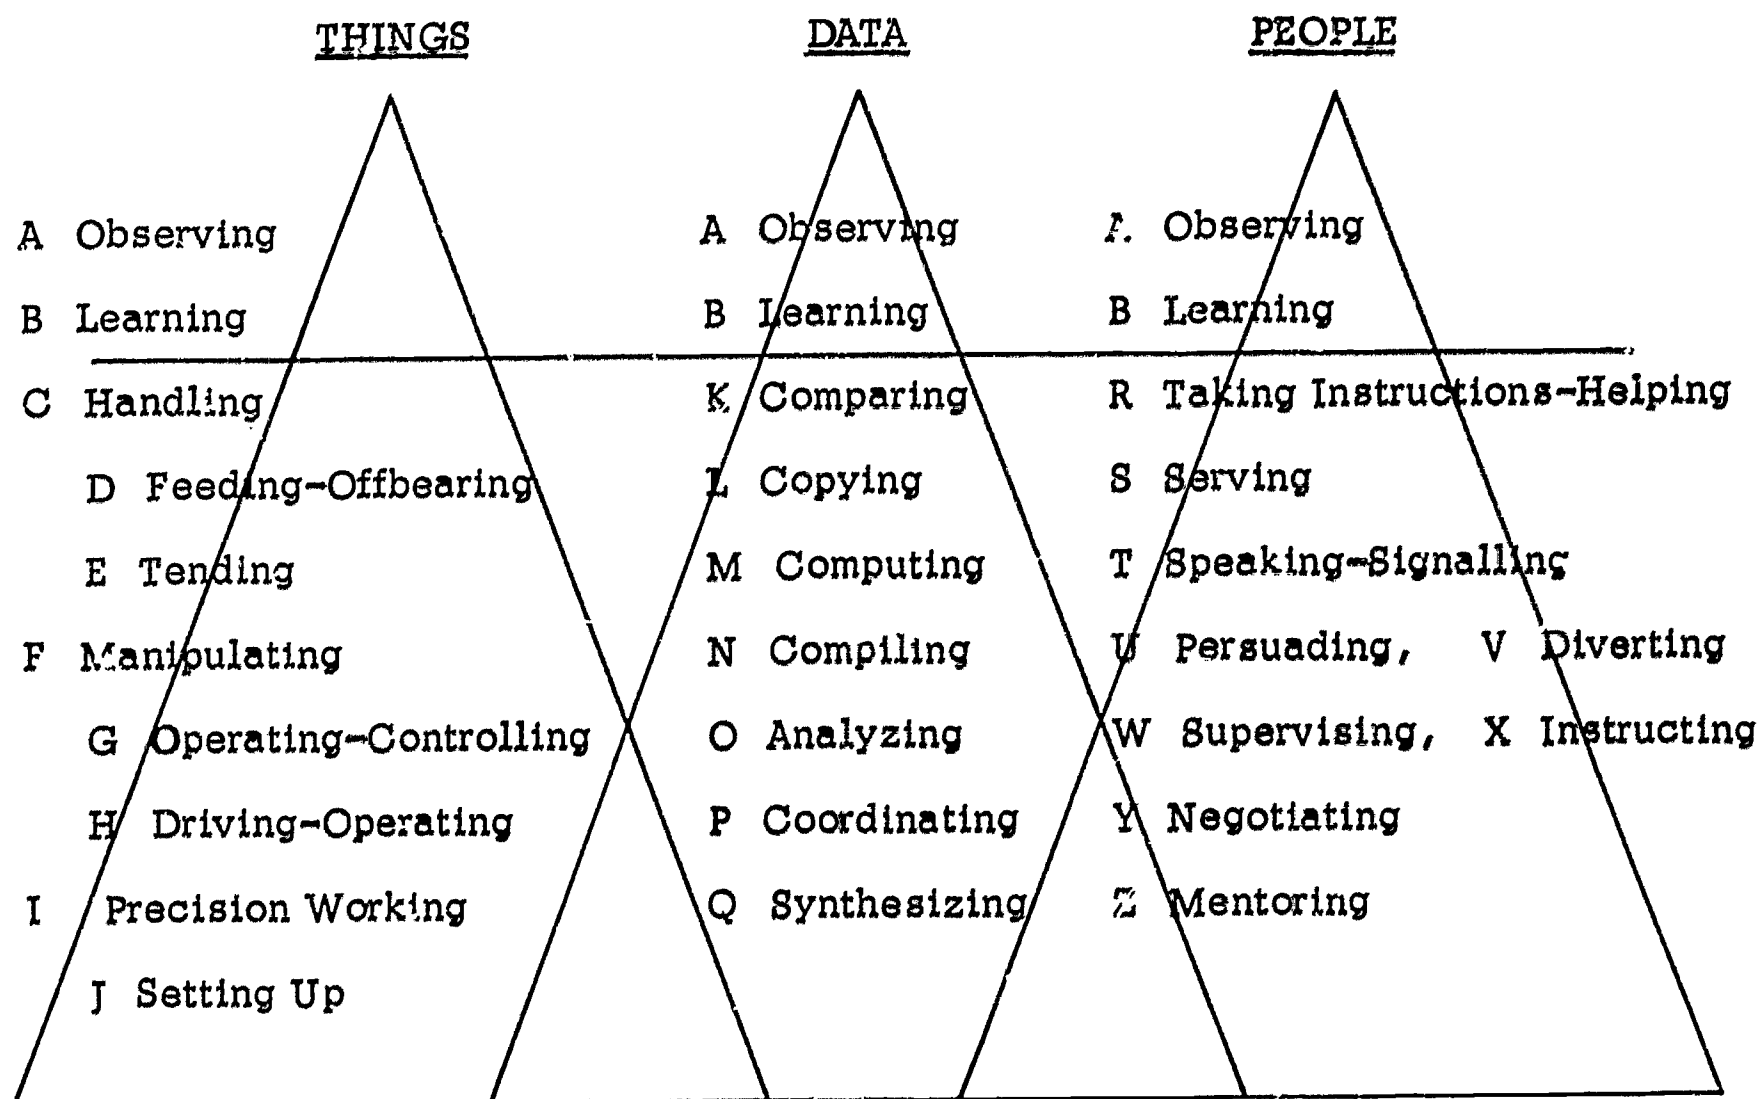 THINGS
DATA
PEOPLE
A Observing
B Learning
C Handling
D Feeding-Offbearing
E Tending
F Manipulating
G Operating-Controlling
H Driving-Operating
I Precision Working
J Setting Up
A Observing
B Learning
K Comparing
L Copying
M Computing
N Compiling
O Analyzing
P Coordinating
Q Synthesizing
A Observing
B Learning
R Taking Instructions-Helping
S Serving
T Speaking-Signalling
U Persuading, V Diverting
W Supervising, X Instructing
Y Negotiating
Z Mentoring